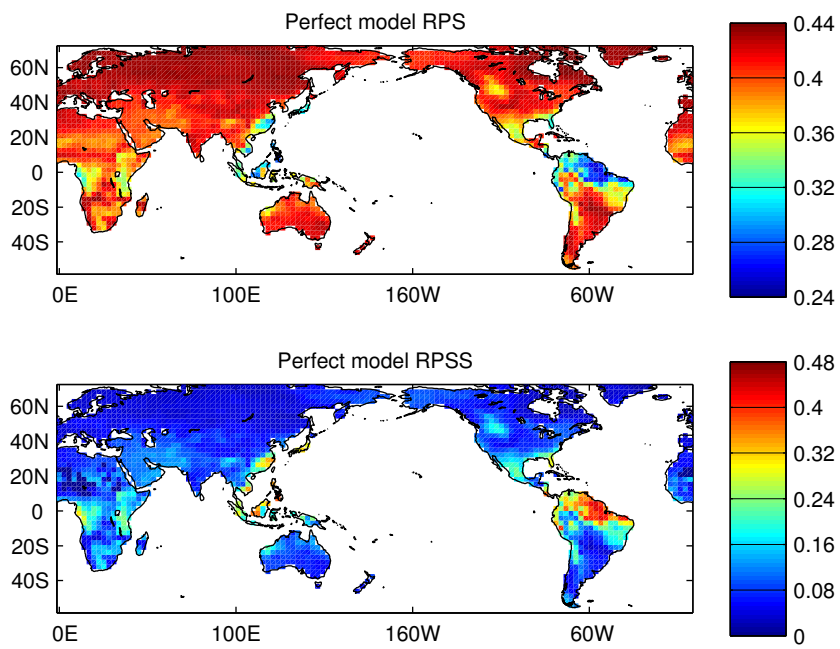 Perfect model RPS
60N
40N
20N
0
20S
40S
0E 100E 160W 60W
0.44
0.4
0.36
0.32
0.28
0.24
Perfect model RPSS
60N
40N
20N
0
20S
40S
0E 100E 160W 60W
0.48
0.4
0.32
0.24
0.16
0.08
0